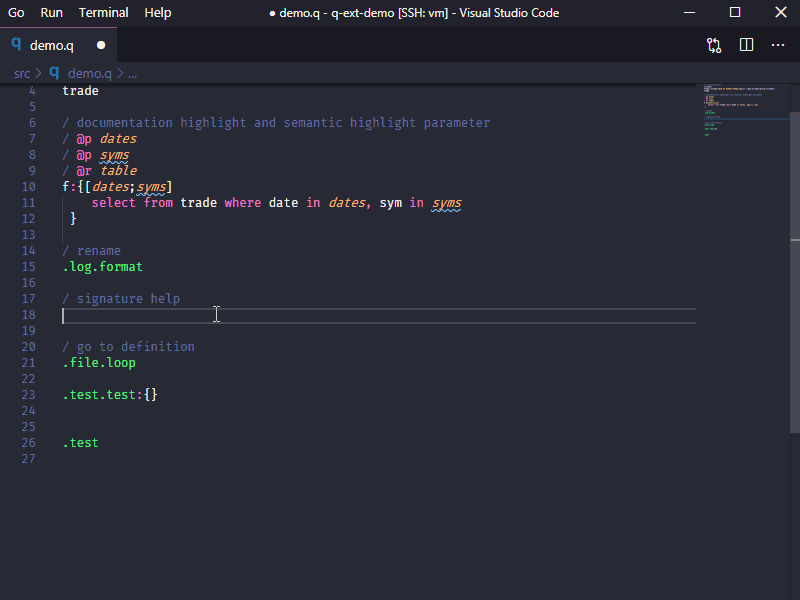 Go Run Terminal Help ● demo.q - q-ext-demo [SSH: vm] - Visual Studio Code
q demo.q ●
src > q demo.q > ...
4 trade
5
6 / documentation highlight and semantic highlight parameter
7 / @p dates
8 / @p syms
9 / @r table
10 f:{[dates;syms]
11 select from trade where date in dates, sym in syms
12 }
13
14 / rename
15 .log.format
16
17 / signature help
18
19
20 / go to definition
21 .file.loop
22
23 .test.test:{}
24
25
26 .test
27